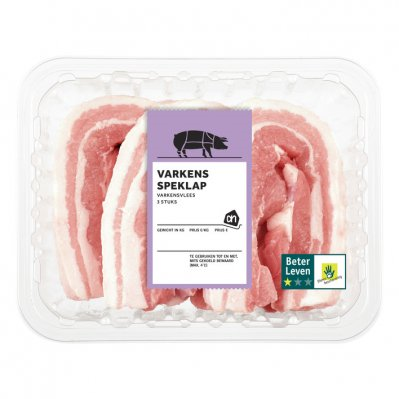 VARKENS
SPEKLAP
VARKENSVLEES
3 STUKS
ah
GEWICHT IN KG PRIJS €/KG PRIJS €
TE GEBRUIKEN TOT EN MET,
MITS GEKOELD BEWAARD
(MAX. 4°C)
Beter
Leven